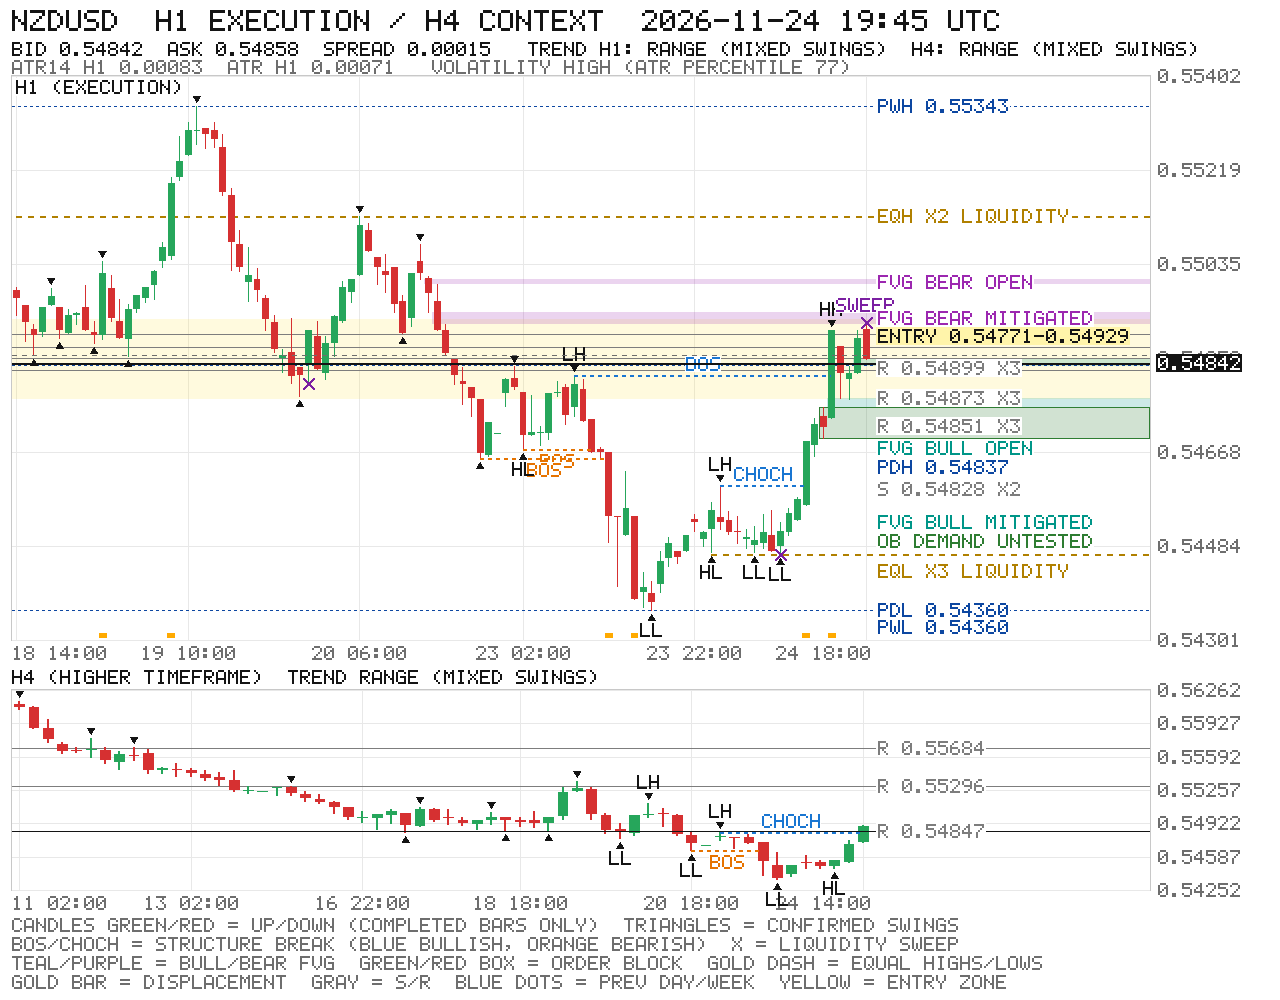 NZDUSD  H1 EXECUTION / H4 CONTEXT  2026-11-24 19:45 UTC
BID 0.54842  ASK 0.54858  SPREAD 0.00015  TREND H1: RANGE (MIXED SWINGS)  H4: RANGE (MIXED SWINGS)
ATR14 H1 0.00083  ATR H1 0.00071  VOLATILITY HIGH (ATR PERCENTILE 77)
0.55402
H1 (EXECUTION)
PWH 0.55343
0.55219
EQH X2 LIQUIDITY
0.55035
FVG BEAR OPEN
SWEEP
FVG BEAR MITIGATED
ENTRY 0.54771-0.54929
LH
BOS
0.54842
R 0.54899 X3
R 0.54873 X3
R 0.54851 X3
FVG BULL OPEN
0.54668
HL
BOS
BOS
LH
CHOCH
PDH 0.54837
S 0.54828 X2
FVG BULL MITIGATED
OB DEMAND UNTESTED
0.54484
HL
LL
LL
EQL X3 LIQUIDITY
PDL 0.54360
PWL 0.54360
LL
0.54301
18 14:00
19 10:00
20 06:00
23 02:00
23 22:00
24 18:00
H4 (HIGHER TIMEFRAME)  TREND RANGE (MIXED SWINGS)
0.56262
0.55927
R 0.55684
0.55592
LH
R 0.55296
0.55257
LH
CHOCH
0.54922
R 0.54847
LL
LL
BOS
0.54587
LL
HL
0.54252
11 02:00
13 02:00
16 22:00
18 18:00
20 18:00
24 14:00
CANDLES GREEN/RED = UP/DOWN (COMPLETED BARS ONLY)  TRIANGLES = CONFIRMED SWINGS
BOS/CHOCH = STRUCTURE BREAK (BLUE BULLISH, ORANGE BEARISH)  X = LIQUIDITY SWEEP
TEAL/PURPLE = BULL/BEAR FVG  GREEN/RED BOX = ORDER BLOCK  GOLD DASH = EQUAL HIGHS/LOWS
GOLD BAR = DISPLACEMENT  GRAY = S/R  BLUE DOTS = PREV DAY/WEEK  YELLOW = ENTRY ZONE